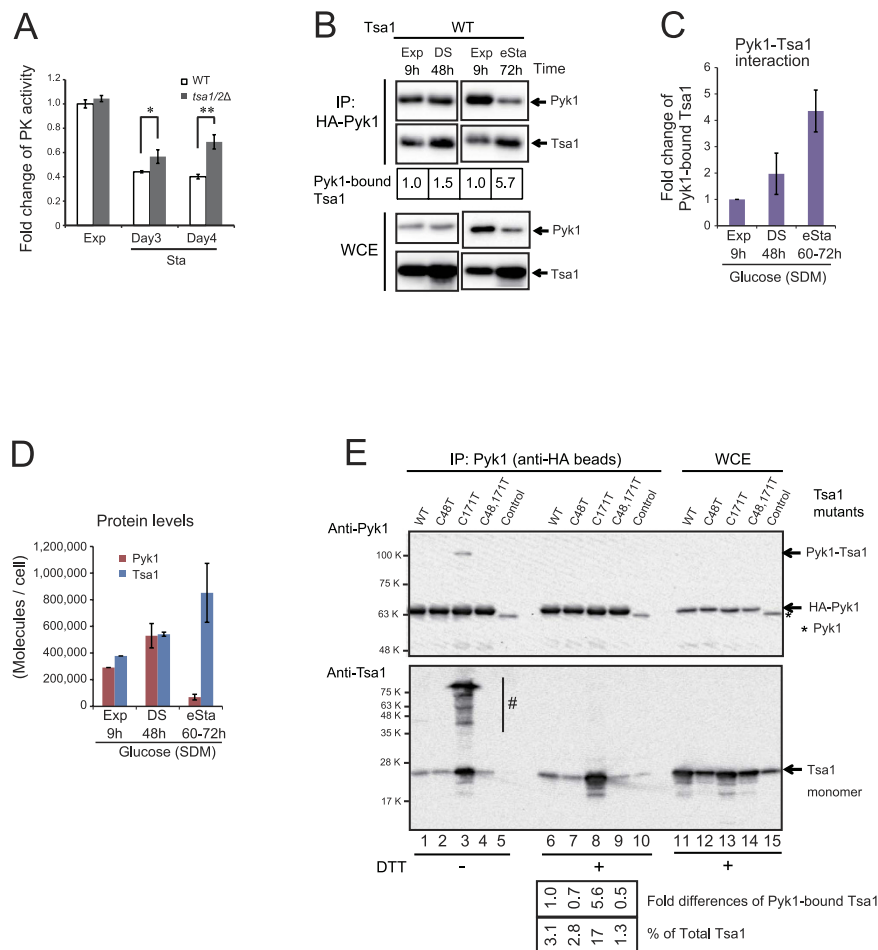 A
WT
tsa1/2Δ
Fold change of PK activity
1.2
1.0
0.8
0.6
0.4
0.2
0
*
**
Exp Day3 Day4
Sta
B
Tsa1 WT
Exp DS Exp eSta
9h 48h 9h 72h Time
IP:
HA-Pyk1
Pyk1
Tsa1
Pyk1-bound
Tsa1
1.0 1.5 1.0 5.7
WCE
Pyk1
Tsa1
C
Pyk1-Tsa1
interaction
Fold change of
Pyk1-bound Tsa1
6
5
4
3
2
1
0
Exp DS eSta
9h 48h 60-72h
Glucose (SDM)
D
Protein levels
Pyk1
Tsa1
(Molecules / cell)
1,200,000
1,000,000
800,000
600,000
400,000
200,000
0
Exp DS eSta
9h 48h 60-72h
Glucose (SDM)
E
IP: Pyk1 (anti-HA beads) WCE
WT C48T C171T C48,171T Control WT C48T C171T C48,171T Control WT C48T C171T C48,171T Control
Tsa1
mutants
Anti-Pyk1
100 K
75 K
63 K
48 K
Pyk1-Tsa1
HA-Pyk1
*
* Pyk1
Anti-Tsa1
75 K
63 K
48 K
35 K
28 K
17 K
#
Tsa1
monomer
1 2 3 4 5 6 7 8 9 10 11 12 13 14 15
DTT - + +
1.0 0.7 5.6 0.5 Fold differences of Pyk1-bound Tsa1
3.1 2.8 17 1.3 % of Total Tsa1